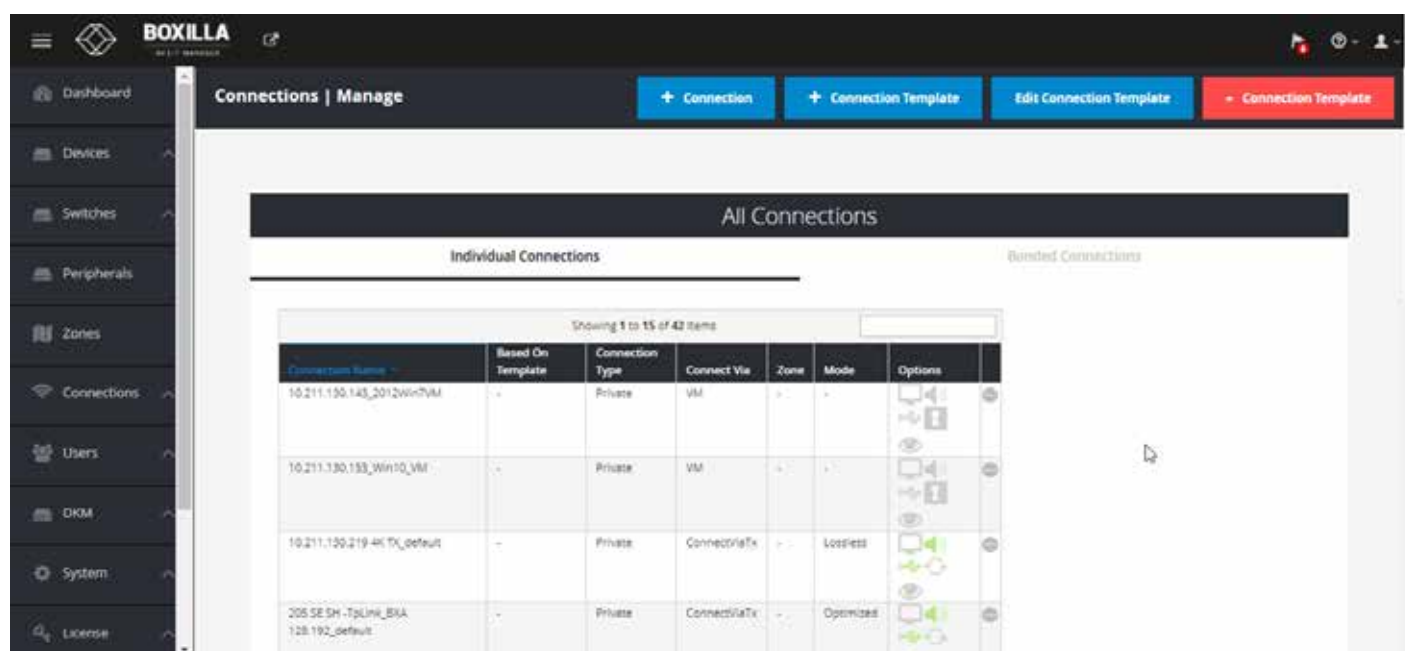 BOXILLA
Dashboard
Devices
Switches
Peripherals
Zones
Connections
Users
DKM
System
License
Connections | Manage
+ Connection
+ Connection Template
Edit Connection Template
- Connection Template
All Connections
Individual Connections
Bonded Connections
Showing 1 to 15 of 42 items
Connection Name
Based On Template
Connection Type
Connect Via
Zone
Mode
Options
10.211.130.143_2012Win7VM - Private VM - -
10.211.130.153_Win10_VM - Private VM - -
10.211.130.219-4K TX_default - Private ConnectViaTx - Lossless
205 SE SH -TpLink_BXA - Private ConnectViaTx - Optimized
128.192_default